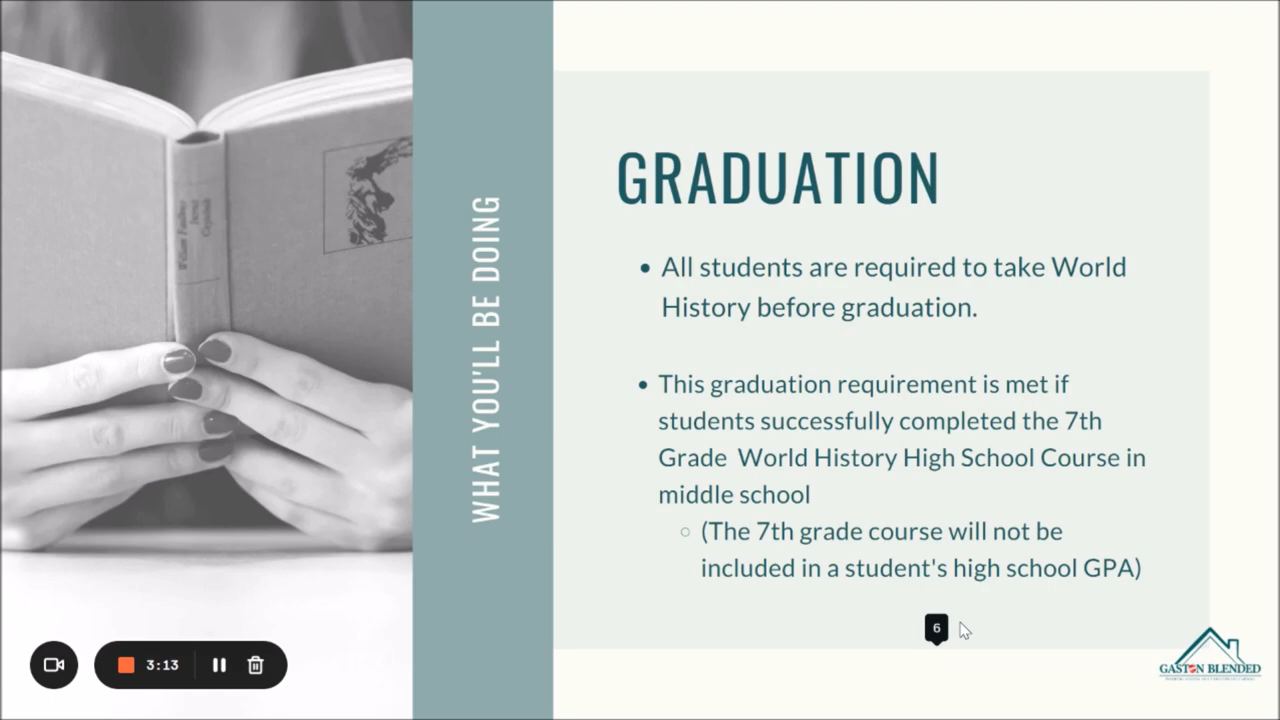 GRADUATION
WHAT YOU'LL BE DOING
• All students are required to take World
History before graduation.
• This graduation requirement is met if
students successfully completed the 7th
Grade World History High School Course in
middle school
○ (The 7th grade course will not be
included in a student's high school GPA)
6
3:13
GASTON BLENDED